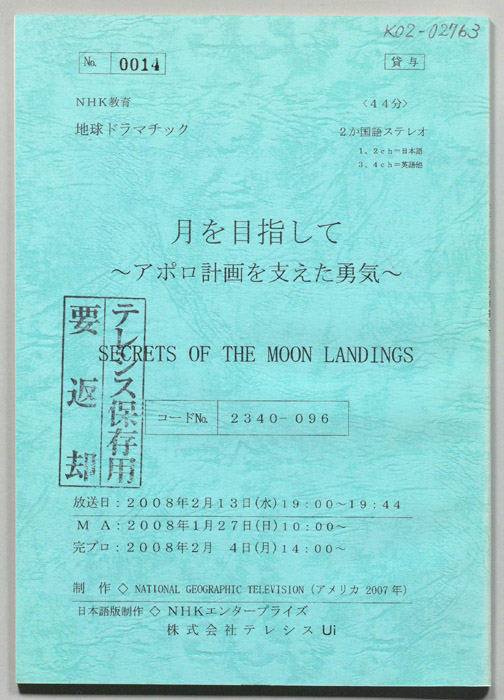 K02-02763
No. 0014
貸与
NHK教育
〈44分〉
地球ドラマチック
2か国語ステレオ
1、2ch=日本語
3、4ch=英語他
月を目指して
～アポロ計画を支えた勇気～
テレシス保存用
要返却
SECRETS OF THE MOON LANDINGS
コードNo. 2340-096
放送日：2008年2月13日(水)19:00～19:44
MA：2008年1月27日(日)10:00～
完プロ：2008年2月 4日(月)14:00～
制 作◇ NATIONAL GEOGRAPHIC TELEVISION (アメリカ 2007年)
日本語版制作◇ NHKエンタープライズ
株式会社テレシス Ui